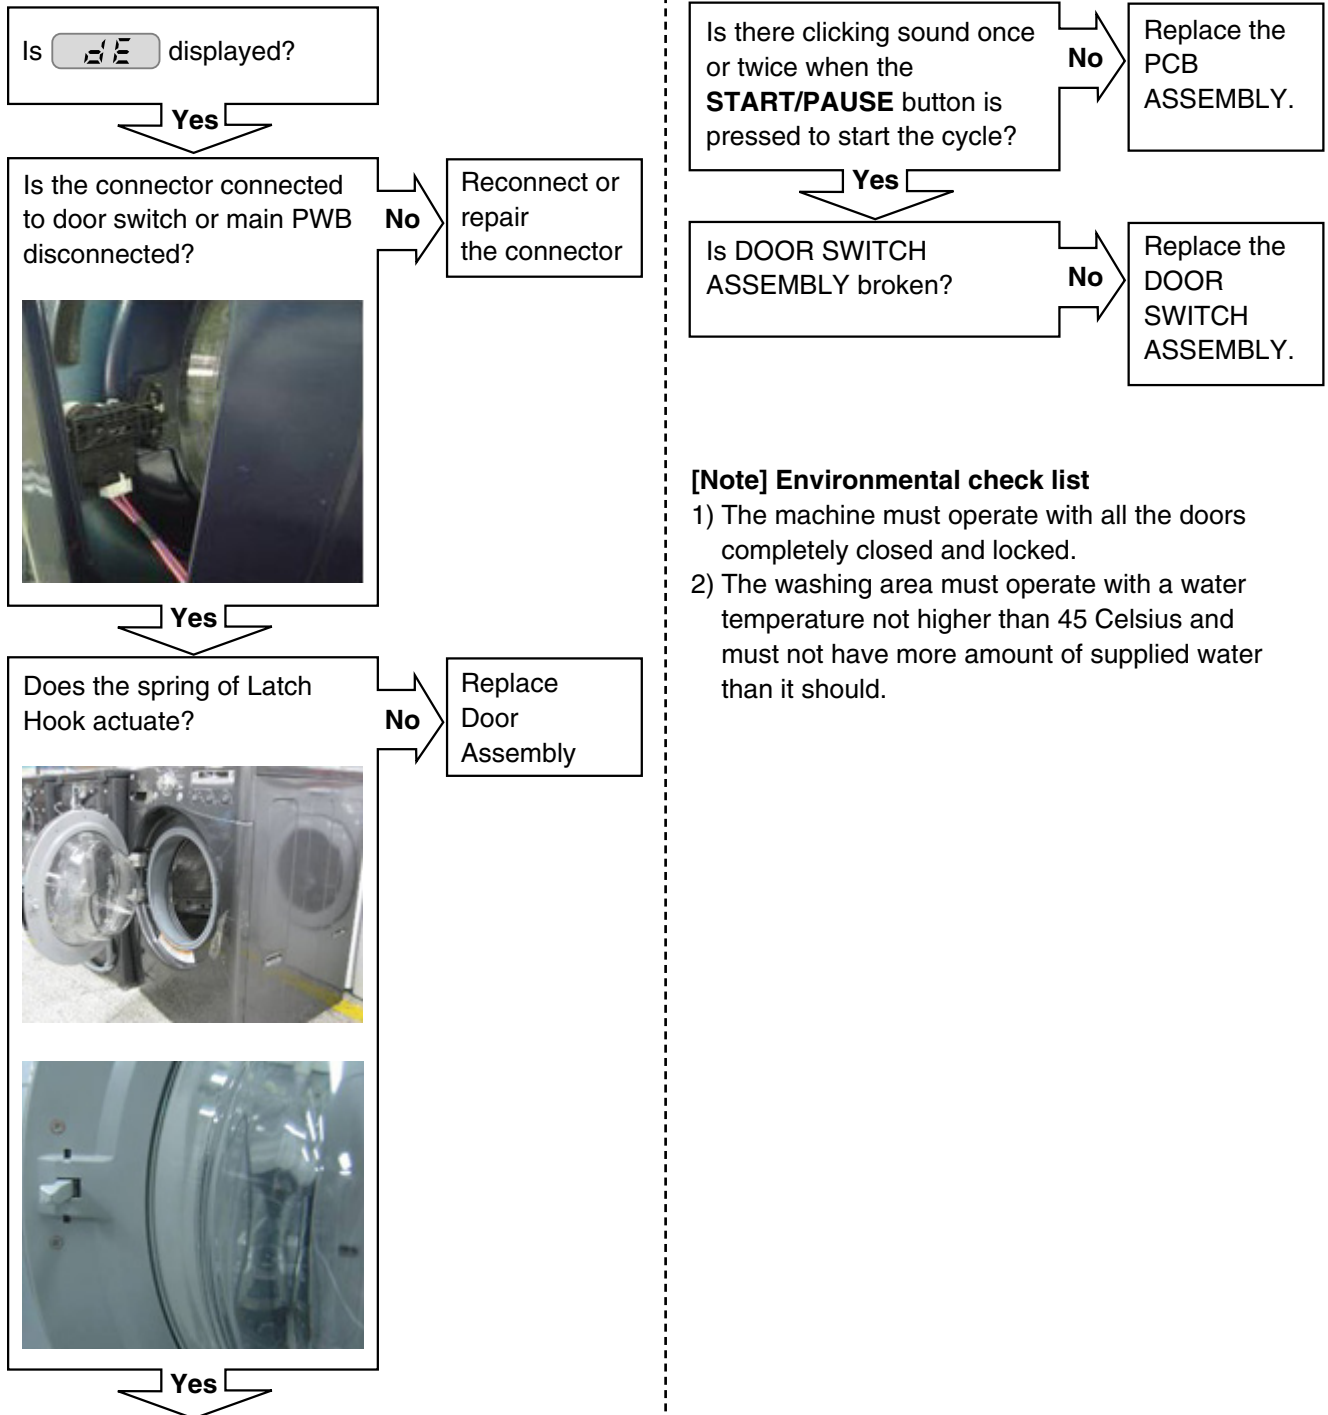 Is dE displayed?
Yes
Is the connector connected
to door switch or main PWB
disconnected?
No
Reconnect or
repair
the connector
Yes
Does the spring of Latch
Hook actuate?
No
Replace
Door
Assembly
Yes
Is there clicking sound once
or twice when the
START/PAUSE button is
pressed to start the cycle?
No
Replace the
PCB
ASSEMBLY.
Yes
Is DOOR SWITCH
ASSEMBLY broken?
No
Replace the
DOOR
SWITCH
ASSEMBLY.
[Note] Environmental check list
1) The machine must operate with all the doors
completely closed and locked.
2) The washing area must operate with a water
temperature not higher than 45 Celsius and
must not have more amount of supplied water
than it should.